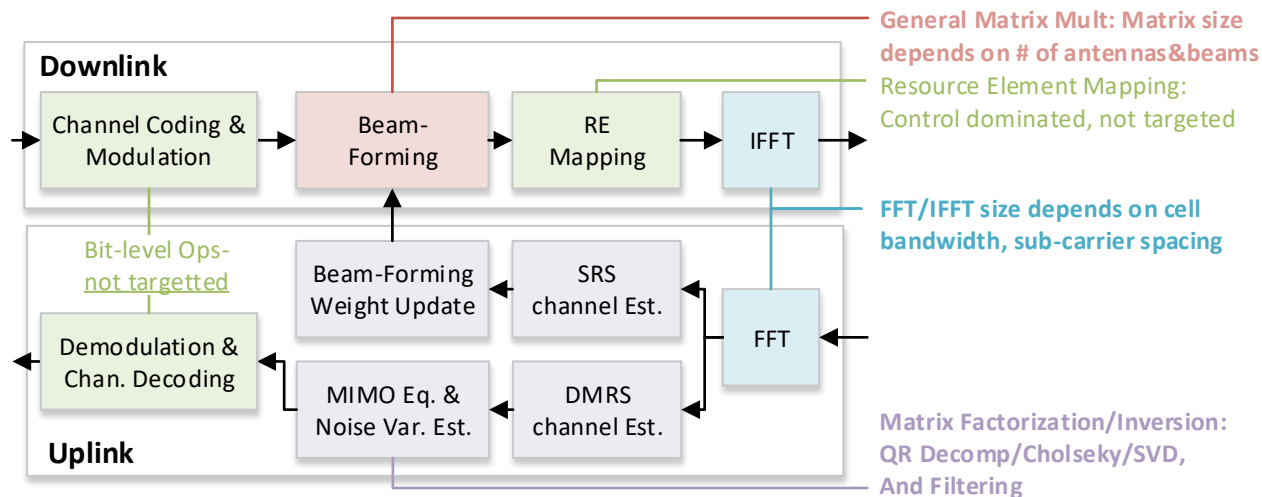 General Matrix Mult: Matrix size
depends on # of antennas&beams
Resource Element Mapping:
Control dominated, not targeted
Downlink
Channel Coding &
Modulation
Beam-
Forming
RE
Mapping
IFFT
FFT/IFFT size depends on cell
bandwidth, sub-carrier spacing
Bit-level Ops-
not targetted
Beam-Forming
Weight Update
SRS
channel Est.
FFT
Demodulation &
Chan. Decoding
MIMO Eq. &
Noise Var. Est.
DMRS
channel Est.
Uplink
Matrix Factorization/Inversion:
QR Decomp/Cholseky/SVD,
And Filtering